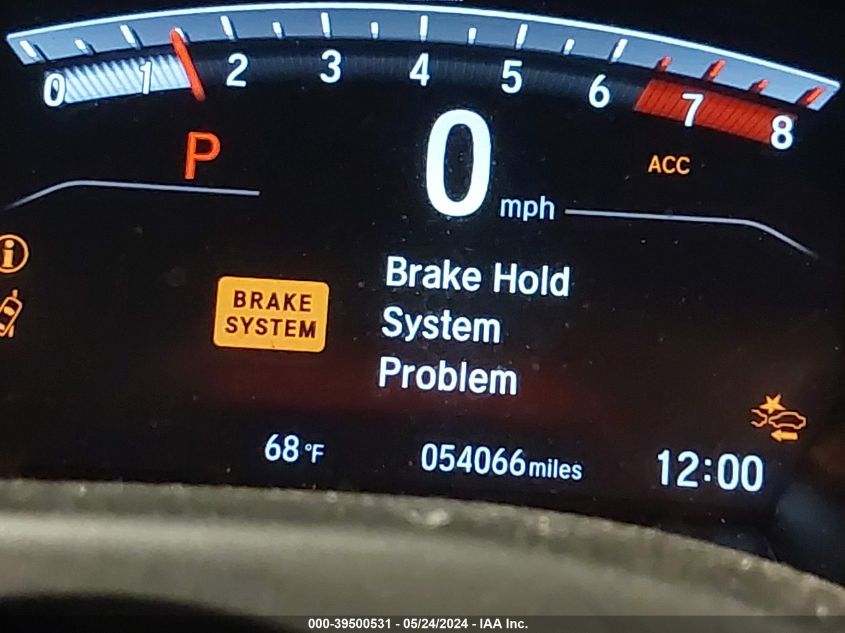 0 1 2 3 4 5 6 7 8
P
0 mph
ACC
BRAKE
SYSTEM
Brake Hold
System
Problem
68°F
054066 miles
12:00
000-39500531 - 05/24/2024 - IAA Inc.